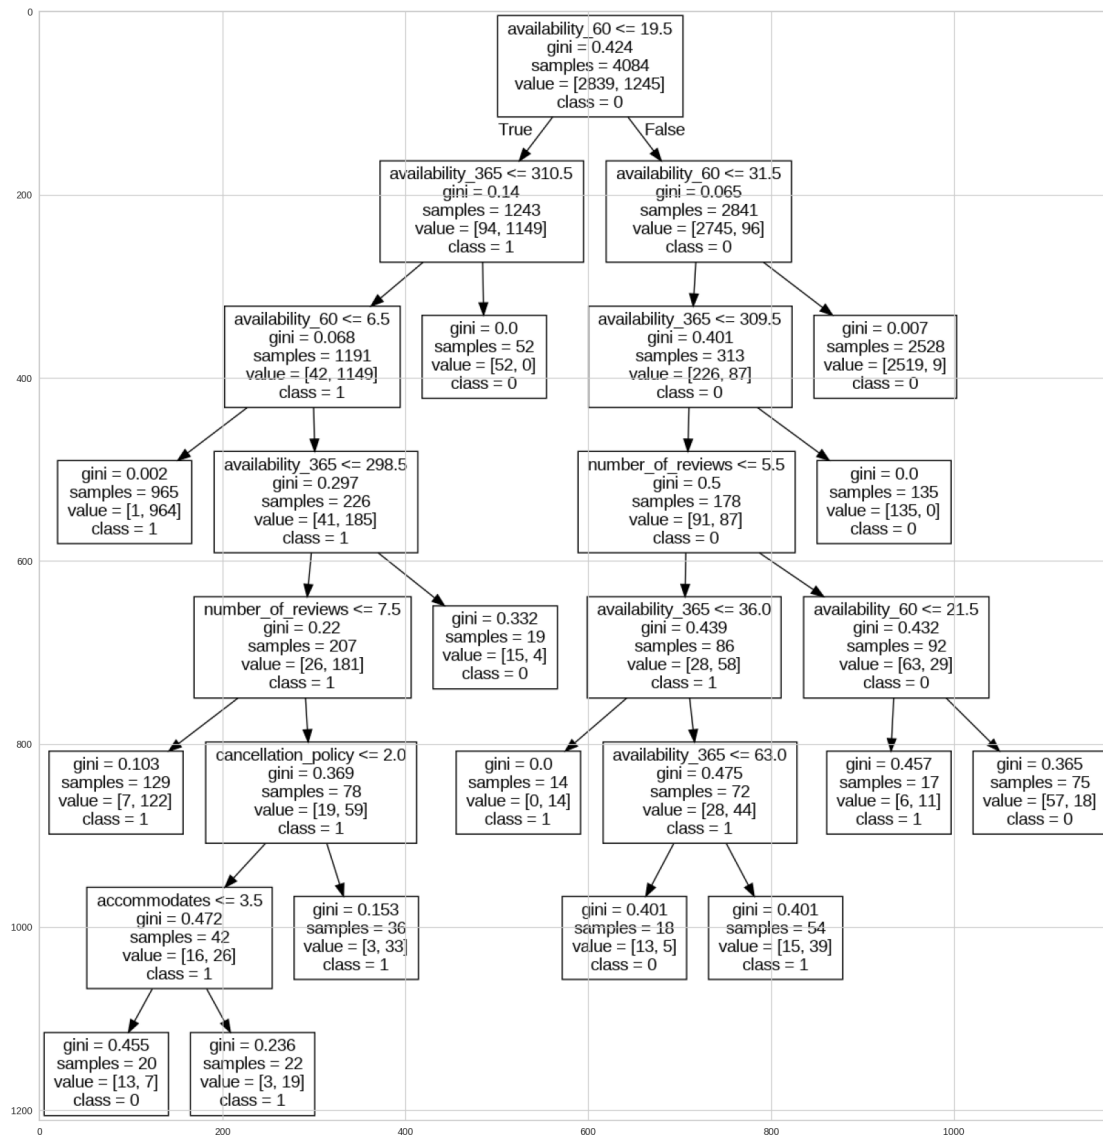 availability_60 <= 19.5
gini = 0.424
samples = 4084
value = [2839, 1245]
class = 0
True
False
availability_365 <= 310.5
gini = 0.14
samples = 1243
value = [94, 1149]
class = 1
availability_60 <= 31.5
gini = 0.065
samples = 2841
value = [2745, 96]
class = 0
availability_60 <= 6.5
gini = 0.068
samples = 1191
value = [42, 1149]
class = 1
gini = 0.0
samples = 52
value = [52, 0]
class = 0
availability_365 <= 309.5
gini = 0.401
samples = 313
value = [226, 87]
class = 0
gini = 0.007
samples = 2528
value = [2519, 9]
class = 0
gini = 0.002
samples = 965
value = [1, 964]
class = 1
availability_365 <= 298.5
gini = 0.297
samples = 226
value = [41, 185]
class = 1
number_of_reviews <= 5.5
gini = 0.5
samples = 178
value = [91, 87]
class = 0
gini = 0.0
samples = 135
value = [135, 0]
class = 0
number_of_reviews <= 7.5
gini = 0.22
samples = 207
value = [26, 181]
class = 1
gini = 0.332
samples = 19
value = [15, 4]
class = 0
availability_365 <= 36.0
gini = 0.439
samples = 86
value = [28, 58]
class = 1
availability_60 <= 21.5
gini = 0.432
samples = 92
value = [63, 29]
class = 0
gini = 0.103
samples = 129
value = [7, 122]
class = 1
cancellation_policy <= 2.0
gini = 0.369
samples = 78
value = [19, 59]
class = 1
gini = 0.0
samples = 14
value = [0, 14]
class = 1
availability_365 <= 63.0
gini = 0.475
samples = 72
value = [28, 44]
class = 1
gini = 0.457
samples = 17
value = [6, 11]
class = 1
gini = 0.365
samples = 75
value = [57, 18]
class = 0
accommodates <= 3.5
gini = 0.472
samples = 42
value = [16, 26]
class = 1
gini = 0.153
samples = 36
value = [3, 33]
class = 1
gini = 0.401
samples = 18
value = [13, 5]
class = 0
gini = 0.401
samples = 54
value = [15, 39]
class = 1
gini = 0.455
samples = 20
value = [13, 7]
class = 0
gini = 0.236
samples = 22
value = [3, 19]
class = 1
0
200
400
600
800
1000
1200
0
200
400
600
800
1000